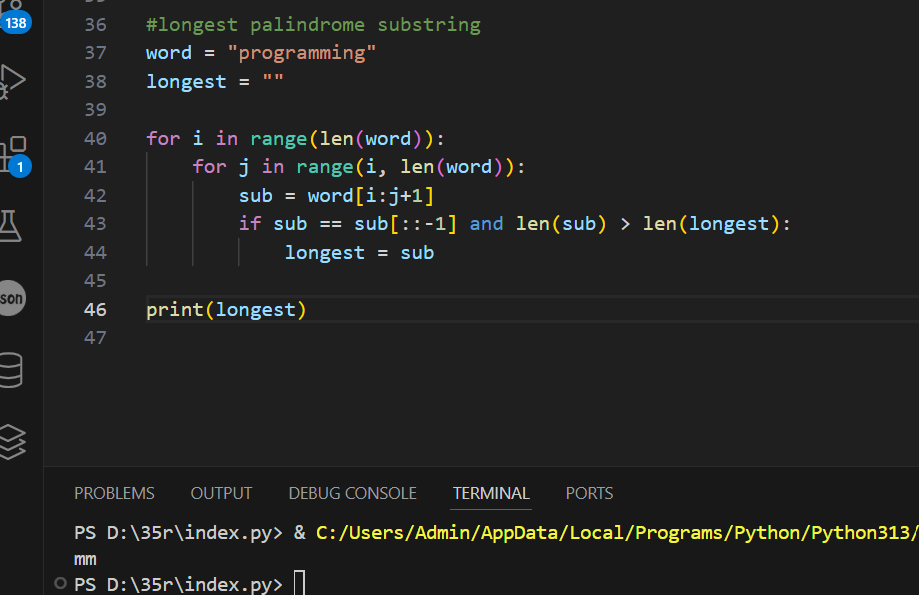 138
1
son
36 #longest palindrome substring
37 word = "programming"
38 longest = ""
39
40 for i in range(len(word)):
41     for j in range(i, len(word)):
42         sub = word[i:j+1]
43         if sub == sub[::-1] and len(sub) > len(longest):
44             longest = sub
45
46 print(longest)
47
PROBLEMS OUTPUT DEBUG CONSOLE TERMINAL PORTS
PS D:\35r\index.py> & C:/Users/Admin/AppData/Local/Programs/Python/Python313/
mm
PS D:\35r\index.py>